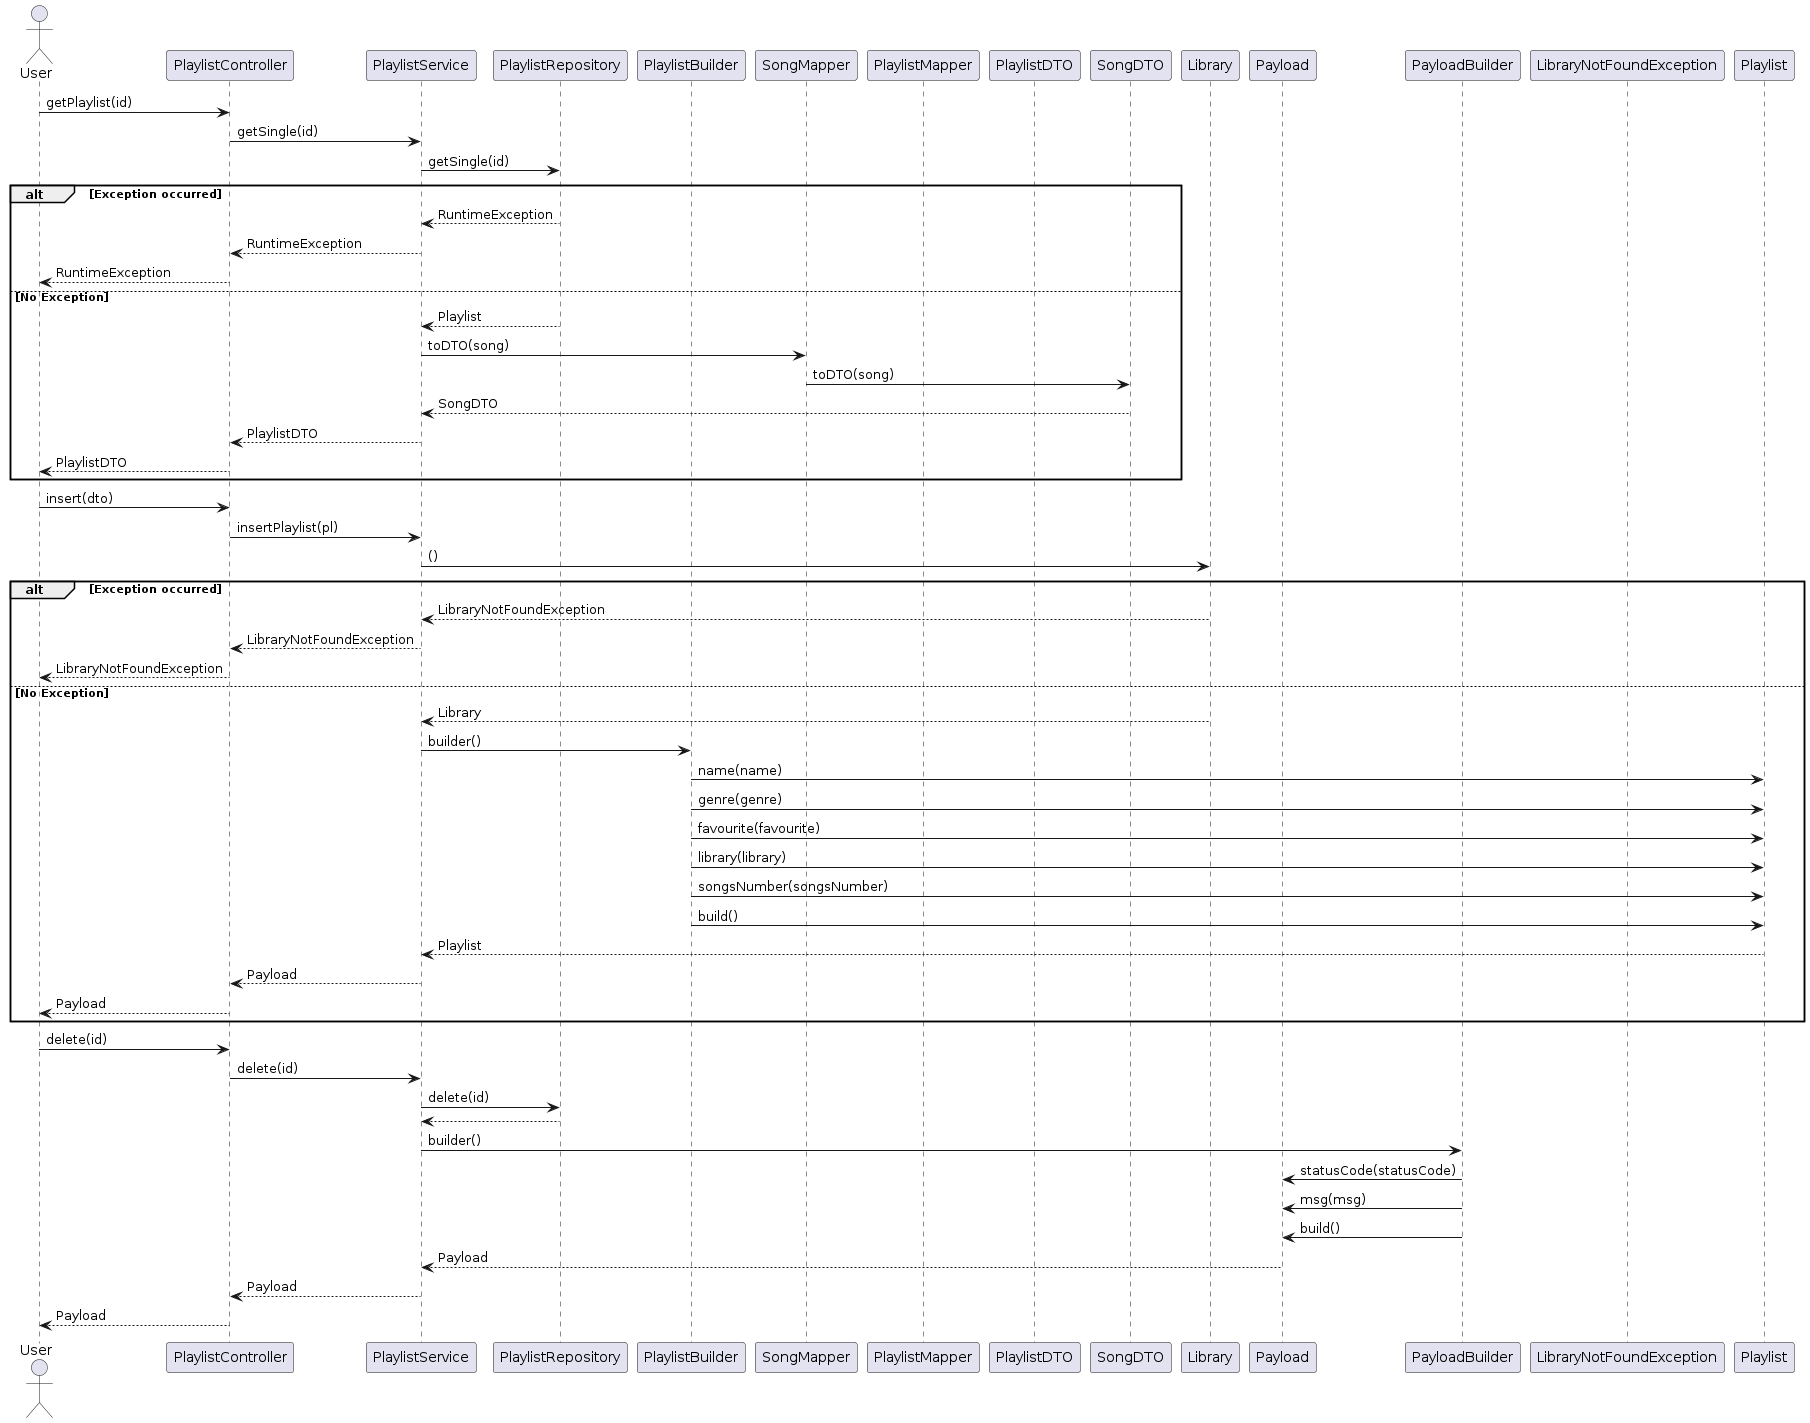 User
PlaylistController PlaylistService PlaylistRepository PlaylistBuilder SongMapper PlaylistMapper PlaylistDTO SongDTO Library Payload PayloadBuilder LibraryNotFoundException Playlist
getPlaylist(id)
getSingle(id)
getSingle(id)
alt [Exception occurred]
RuntimeException
RuntimeException
RuntimeException
[No Exception]
Playlist
toDTO(song)
toDTO(song)
SongDTO
PlaylistDTO
PlaylistDTO
insert(dto)
insertPlaylist(pl)
()
alt [Exception occurred]
LibraryNotFoundException
LibraryNotFoundException
LibraryNotFoundException
[No Exception]
Library
builder()
name(name)
genre(genre)
favourite(favourite)
library(library)
songsNumber(songsNumber)
build()
Playlist
Payload
Payload
delete(id)
delete(id)
delete(id)
builder()
statusCode(statusCode)
msg(msg)
build()
Payload
Payload
Payload
User
PlaylistController PlaylistService PlaylistRepository PlaylistBuilder SongMapper PlaylistMapper PlaylistDTO SongDTO Library Payload PayloadBuilder LibraryNotFoundException Playlist